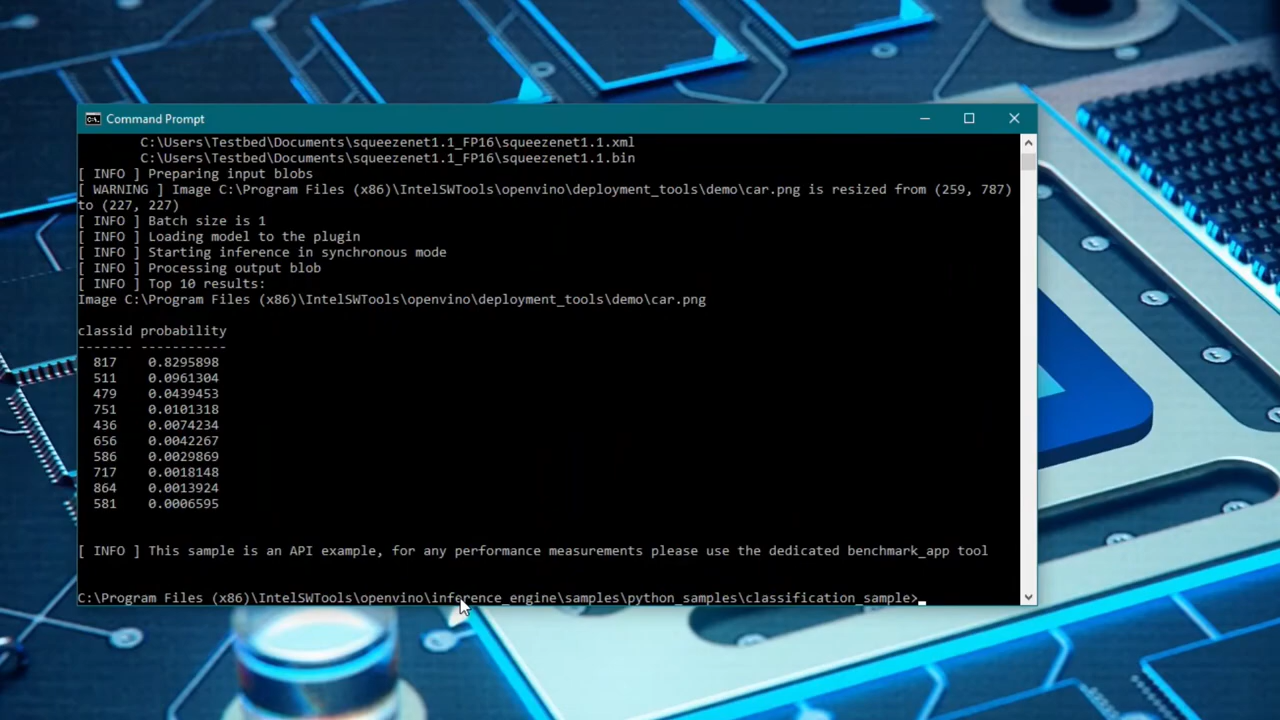 Command Prompt
C:\Users\Testbed\Documents\squeezenet1.1_FP16\squeezenet1.1.xml
C:\Users\Testbed\Documents\squeezenet1.1_FP16\squeezenet1.1.bin
[ INFO ] Preparing input blobs
[ WARNING ] Image C:\Program Files (x86)\IntelSWTools\openvino\deployment_tools\demo\car.png is resized from (259, 787)
to (227, 227)
[ INFO ] Batch size is 1
[ INFO ] Loading model to the plugin
[ INFO ] Starting inference in synchronous mode
[ INFO ] Processing output blob
[ INFO ] Top 10 results:
Image C:\Program Files (x86)\IntelSWTools\openvino\deployment_tools\demo\car.png
classid probability
------- -----------
817 0.8295898
511 0.0961304
479 0.0439453
751 0.0101318
436 0.0074234
656 0.0042267
586 0.0029869
717 0.0018148
864 0.0013924
581 0.0006595
[ INFO ] This sample is an API example, for any performance measurements please use the dedicated benchmark_app tool
C:\Program Files (x86)\IntelSWTools\openvino\inference_engine\samples\python_samples\classification_sample>